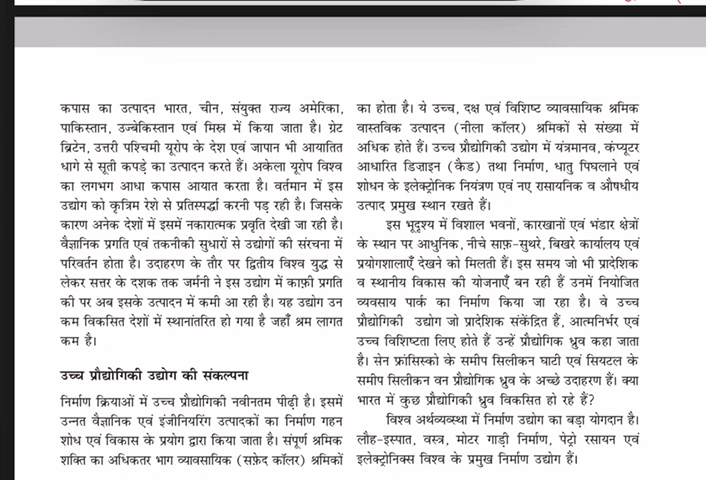 कपास का उत्पादन भारत, चीन, संयुक्त राज्य अमेरिका,
पाकिस्तान, उज्बेकिस्तान एवं मिस्र में किया जाता है। ग्रेट
ब्रिटेन, उत्तरी पश्चिमी यूरोप के देश एवं जापान भी आयातित
धागे से सूती कपड़े का उत्पादन करते हैं। अकेला यूरोप विश्व
का लगभग आधा कपास आयात करता है। वर्तमान में इस
उद्योग को कृत्रिम रेशे से प्रतिस्पर्द्धा करनी पड़ रही है। जिसके
कारण अनेक देशों में इसमें नकारात्मक प्रवृति देखी जा रही है।
वैज्ञानिक प्रगति एवं तकनीकी सुधारों से उद्योगों की संरचना में
परिवर्तन होता है। उदाहरण के तौर पर द्वितीय विश्व युद्ध से
लेकर सत्तर के दशक तक जर्मनी ने इस उद्योग में काफ़ी प्रगति
की पर अब इसके उत्पादन में कमी आ रही है। यह उद्योग उन
कम विकसित देशों में स्थानांतरित हो गया है जहाँ श्रम लागत
कम है।
उच्च प्रौद्योगिकी उद्योग की संकल्पना
निर्माण क्रियाओं में उच्च प्रौद्योगिकी नवीनतम पीढ़ी है। इसमें
उन्नत वैज्ञानिक एवं इंजीनियरिंग उत्पादकों का निर्माण गहन
शोध एवं विकास के प्रयोग द्वारा किया जाता है। संपूर्ण श्रमिक
शक्ति का अधिकतर भाग व्यावसायिक (सफ़ेद कॉलर) श्रमिकों
का होता है। ये उच्च, दक्ष एवं विशिष्ट व्यावसायिक श्रमिक
वास्तविक उत्पादन (नीला कॉलर) श्रमिकों से संख्या में
अधिक होते हैं। उच्च प्रौद्योगिकी उद्योग में यंत्रमानव, कंप्यूटर
आधारित डिज़ाइन (कैड) तथा निर्माण, धातु पिघलाने एवं
शोधन के इलेक्ट्रोनिक नियंत्रण एवं नए रासायनिक व औषधीय
उत्पाद प्रमुख स्थान रखते हैं।
इस भूदृश्य में विशाल भवनों, कारखानों एवं भंडार क्षेत्रों
के स्थान पर आधुनिक, नीचे साफ़-सुथरे, बिखरे कार्यालय एवं
प्रयोगशालाएँ देखने को मिलती हैं। इस समय जो भी प्रादेशिक
व स्थानीय विकास की योजनाएँ बन रही हैं उनमें नियोजित
व्यवसाय पार्क का निर्माण किया जा रहा है। वे उच्च
प्रौद्योगिकी उद्योग जो प्रादेशिक संकेंद्रित हैं, आत्मनिर्भर एवं
उच्च विशिष्टता लिए होते हैं उन्हें प्रौद्योगिक ध्रुव कहा जाता
है। सेन फ्रांसिस्को के समीप सिलीकन घाटी एवं सियटल के
समीप सिलीकन वन प्रौद्योगिक ध्रुव के अच्छे उदाहरण हैं। क्या
भारत में कुछ प्रौद्योगिकी ध्रुव विकसित हो रहे हैं?
विश्व अर्थव्यव्स्था में निर्माण उद्योग का बड़ा योगदान है।
लौह-इस्पात, वस्त्र, मोटर गाड़ी निर्माण, पेट्रो रसायन एवं
इलेक्ट्रोनिक्स विश्व के प्रमुख निर्माण उद्योग हैं।